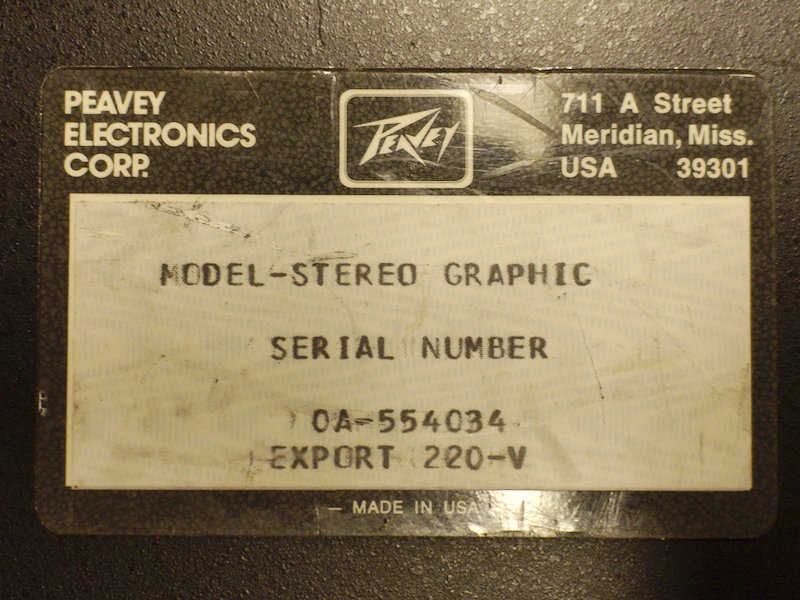 PEAVEY
ELECTRONICS
CORP.
PEAVEY
711 A Street
Meridian, Miss.
USA 39301
MODEL-STEREO GRAPHIC
SERIAL NUMBER
OA-554034
EXPORT 220-V
— MADE IN USA